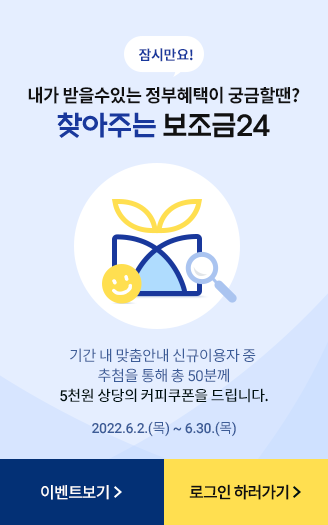 잠시만요!
내가 받을수있는 정부혜택이 궁금할땐?
찾아주는 보조금24
기간 내 맞춤안내 신규이용자 중
추첨을 통해 총 50분께
5천원 상당의 커피쿠폰을 드립니다.
2022.6.2.(목) ~ 6.30.(목)
이벤트보기 >
로그인 하러가기 >